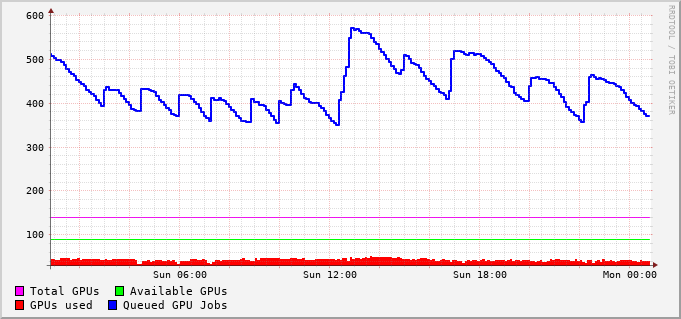 600
500
400
300
200
100
Sun 06:00 Sun 12:00 Sun 18:00 Mon 00:00
Total GPUs Available GPUs
GPUs used Queued GPU Jobs
RRDTOOL / TOBI OETIKER